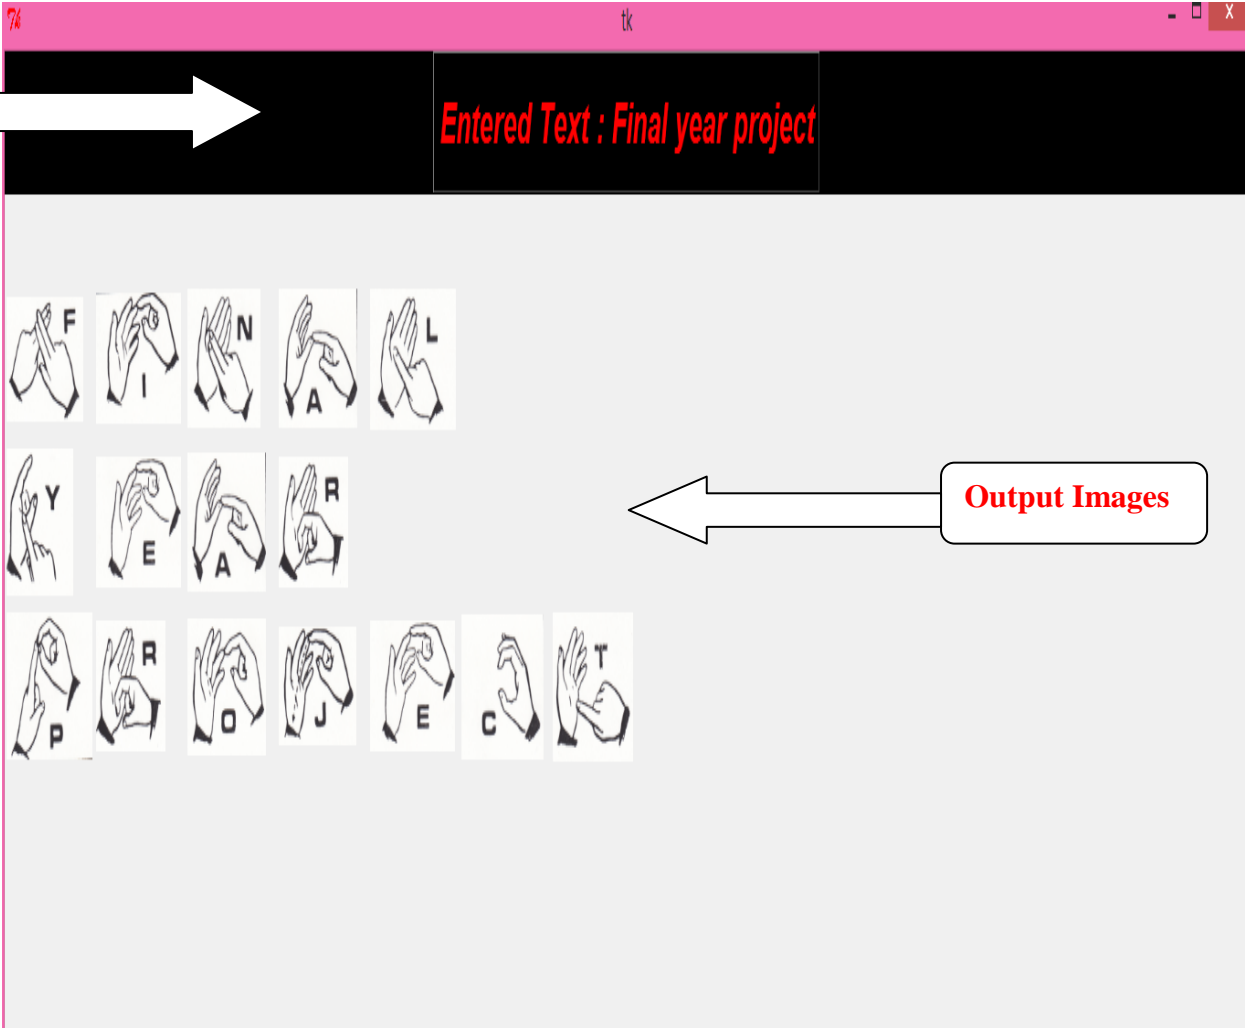 tk
Entered Text : Final year project
F I N A L
Y E A R
Output Images
P R O J E C T